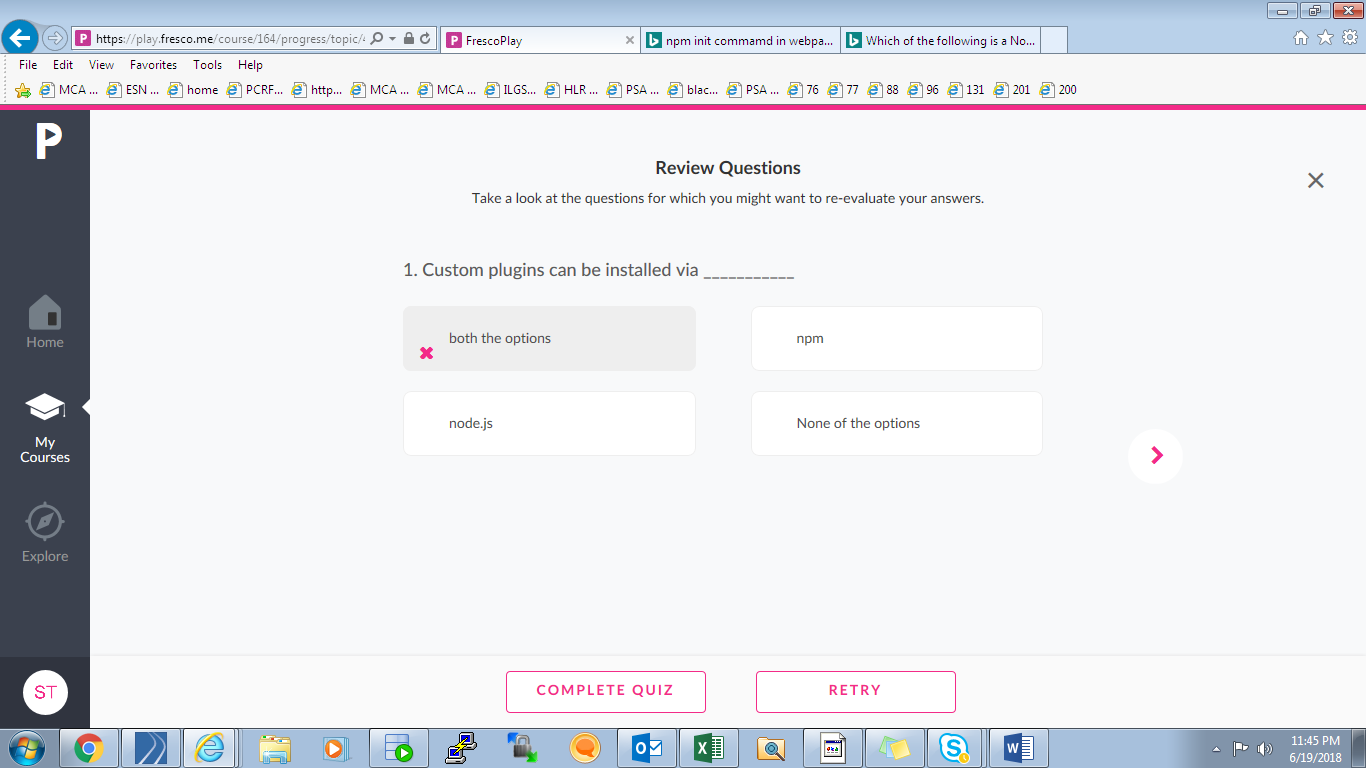 https://play.fresco.me/course/164/progress/topic/
FrescoPlay
npm init commamd in webpa...
Which of the following is a No...
File Edit View Favorites Tools Help
MCA ... ESN ... home PCRF... http... MCA ... MCA ... ILGS... HLR ... PSA ... blac... PSA ... 76 77 88 96 131 201 200
Review Questions
Take a look at the questions for which you might want to re-evaluate your answers.
1. Custom plugins can be installed via ___________
both the options
npm
node.js
None of the options
Home
My
Courses
Explore
ST
COMPLETE QUIZ
RETRY
11:45 PM
6/19/2018